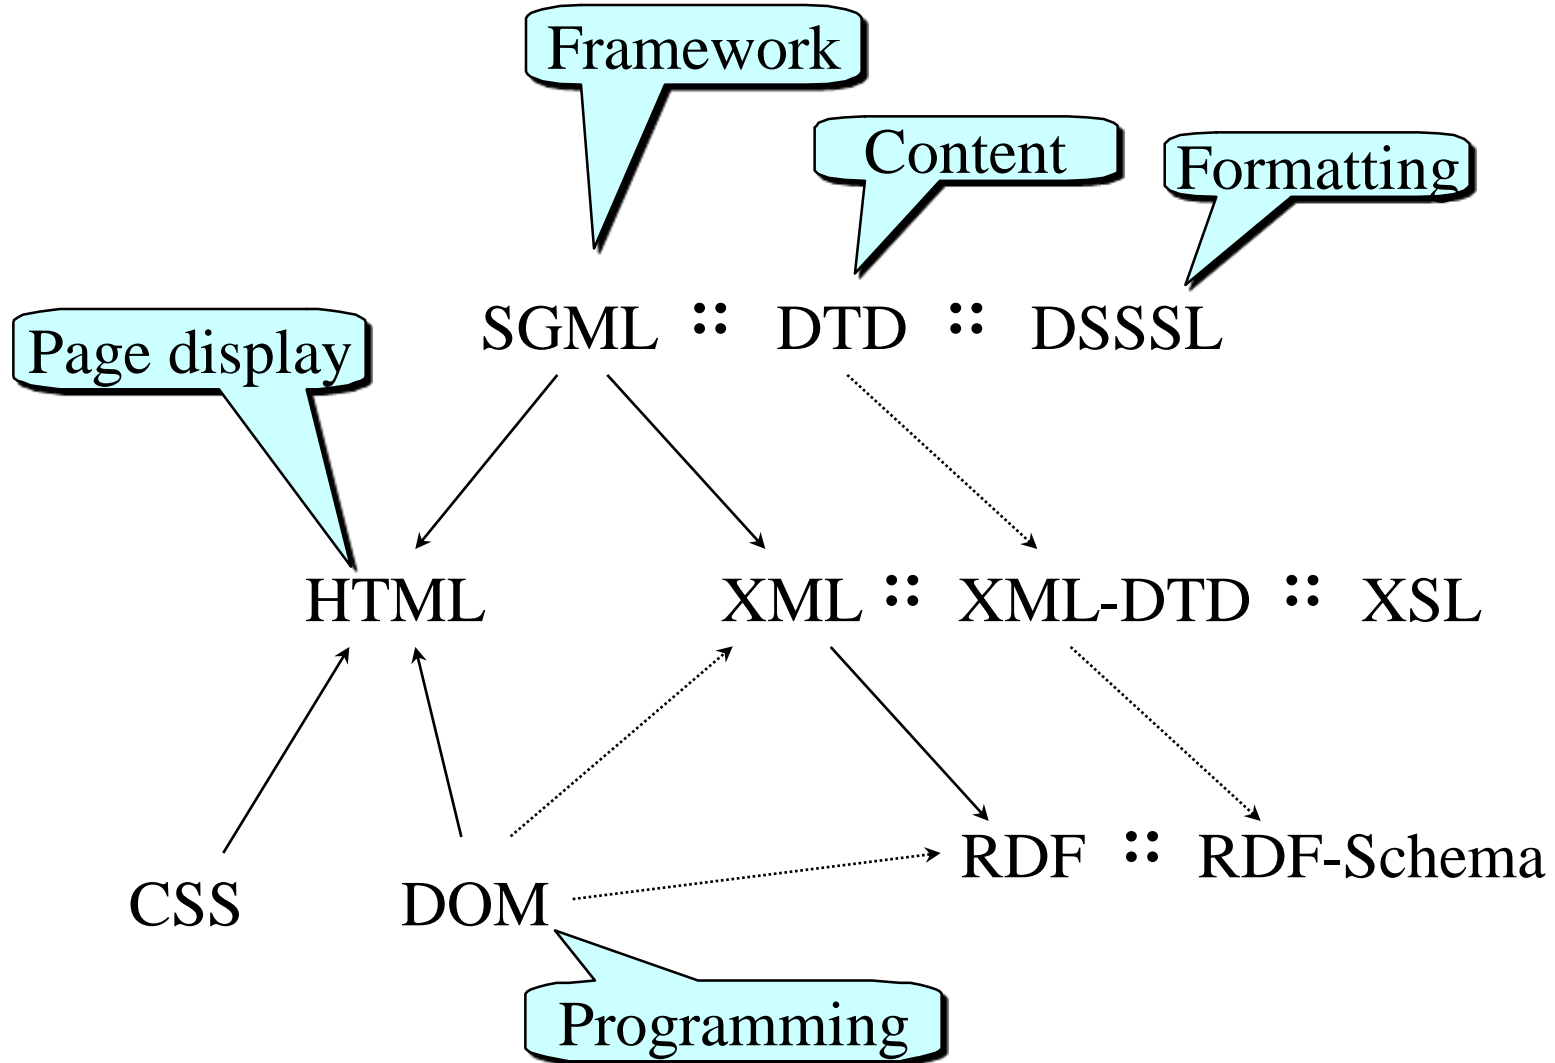 Framework
Content
Formatting
SGML :: DTD :: DSSSL
Page display
HTML
XML :: XML-DTD :: XSL
RDF :: RDF-Schema
CSS
DOM
Programming